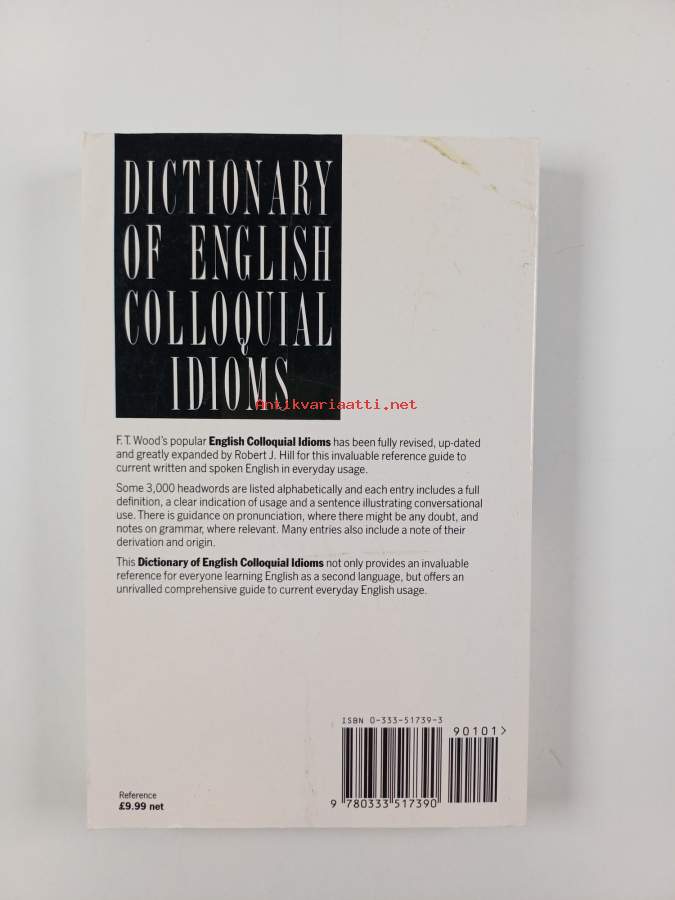 DICTIONARY
OF ENGLISH
COLLOQUIAL
IDIOMS
Antikvariaatti.net
F.T. Wood's popular English Colloquial Idioms has been fully revised, up-dated
and greatly expanded by Robert J. Hill for this invaluable reference guide to
current written and spoken English in everyday usage.
Some 3,000 headwords are listed alphabetically and each entry includes a full
definition, a clear indication of usage and a sentence illustrating conversational
use. There is guidance on pronunciation, where there might be any doubt, and
notes on grammar, where relevant. Many entries also include a note of their
derivation and origin.
This Dictionary of English Colloquial Idioms not only provides an invaluable
reference for everyone learning English as a second language, but offers an
unrivalled comprehensive guide to current everyday English usage.
ISBN 0-333-51739-3
90101>
9 780333 517390
Reference
£9.99 net